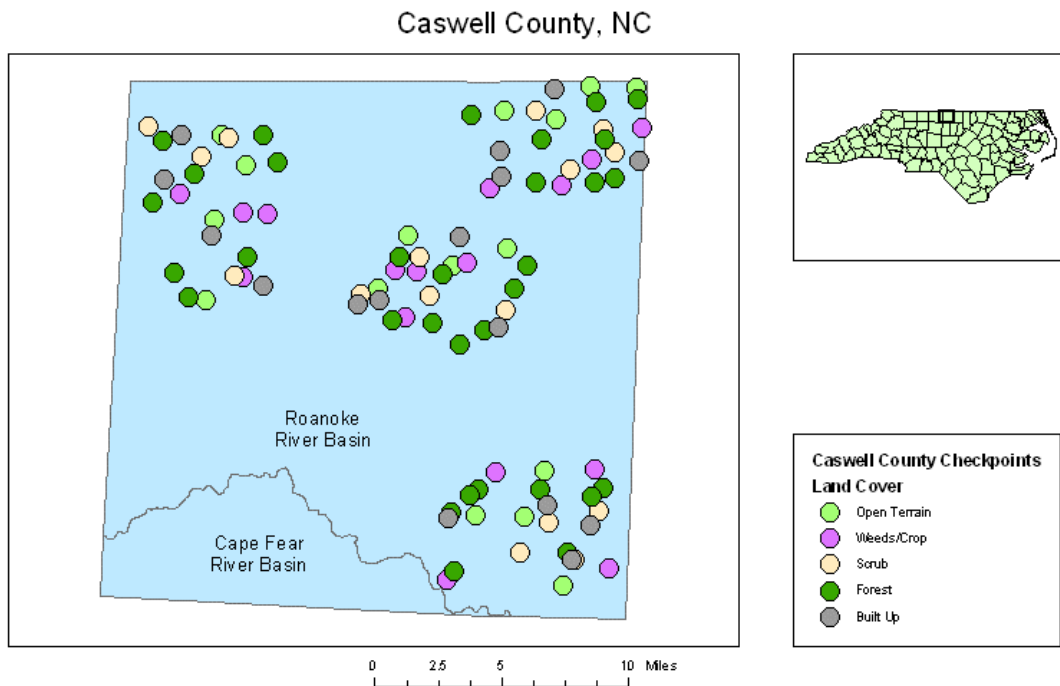 Caswell County, NC
Roanoke
River Basin
Cape Fear
River Basin
Caswell County Checkpoints
Land Cover
Open Terrain
Weeds/Crop
Scrub
Forest
Built Up
0 2.5 5 10 Miles